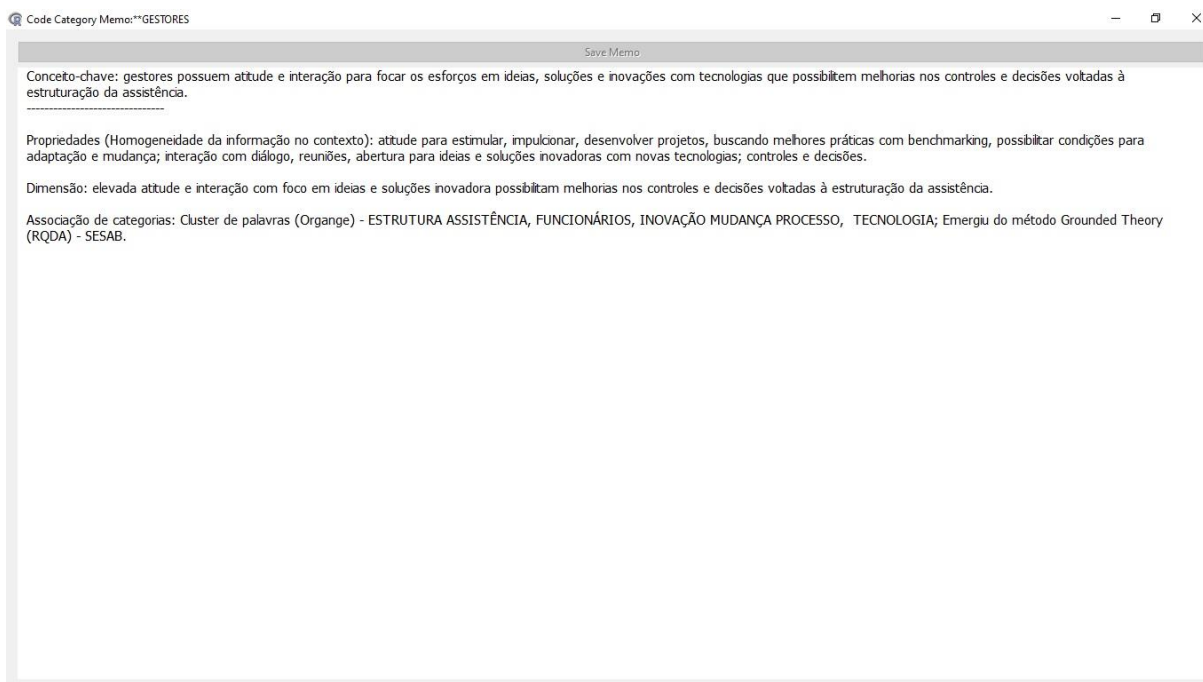 Code Category Memo:**GESTORES
Save Memo
Conceito-chave: gestores possuem atitude e interação para focar os esforços em ideias, soluções e inovações com tecnologias que possibilitem melhorias nos controles e decisões voltadas à
estruturação da assistência.
-------------------------------
Propriedades (Homogeneidade da informação no contexto): atitude para estimular, impulcionar, desenvolver projetos, buscando melhores práticas com benchmarking, possibilitar condições para
adaptação e mudança; interação com diálogo, reuniões, abertura para ideias e soluções inovadoras com novas tecnologias; controles e decisões.
Dimensão: elevada atitude e interação com foco em ideias e soluções inovadora possibilitam melhorias nos controles e decisões voltadas à estruturação da assistência.
Associação de categorias: Cluster de palavras (Organge) - ESTRUTURA ASSISTÊNCIA, FUNCIONÁRIOS, INOVAÇÃO MUDANÇA PROCESSO,  TECNOLOGIA; Emergiu do método Grounded Theory
(RQDA) - SESAB.